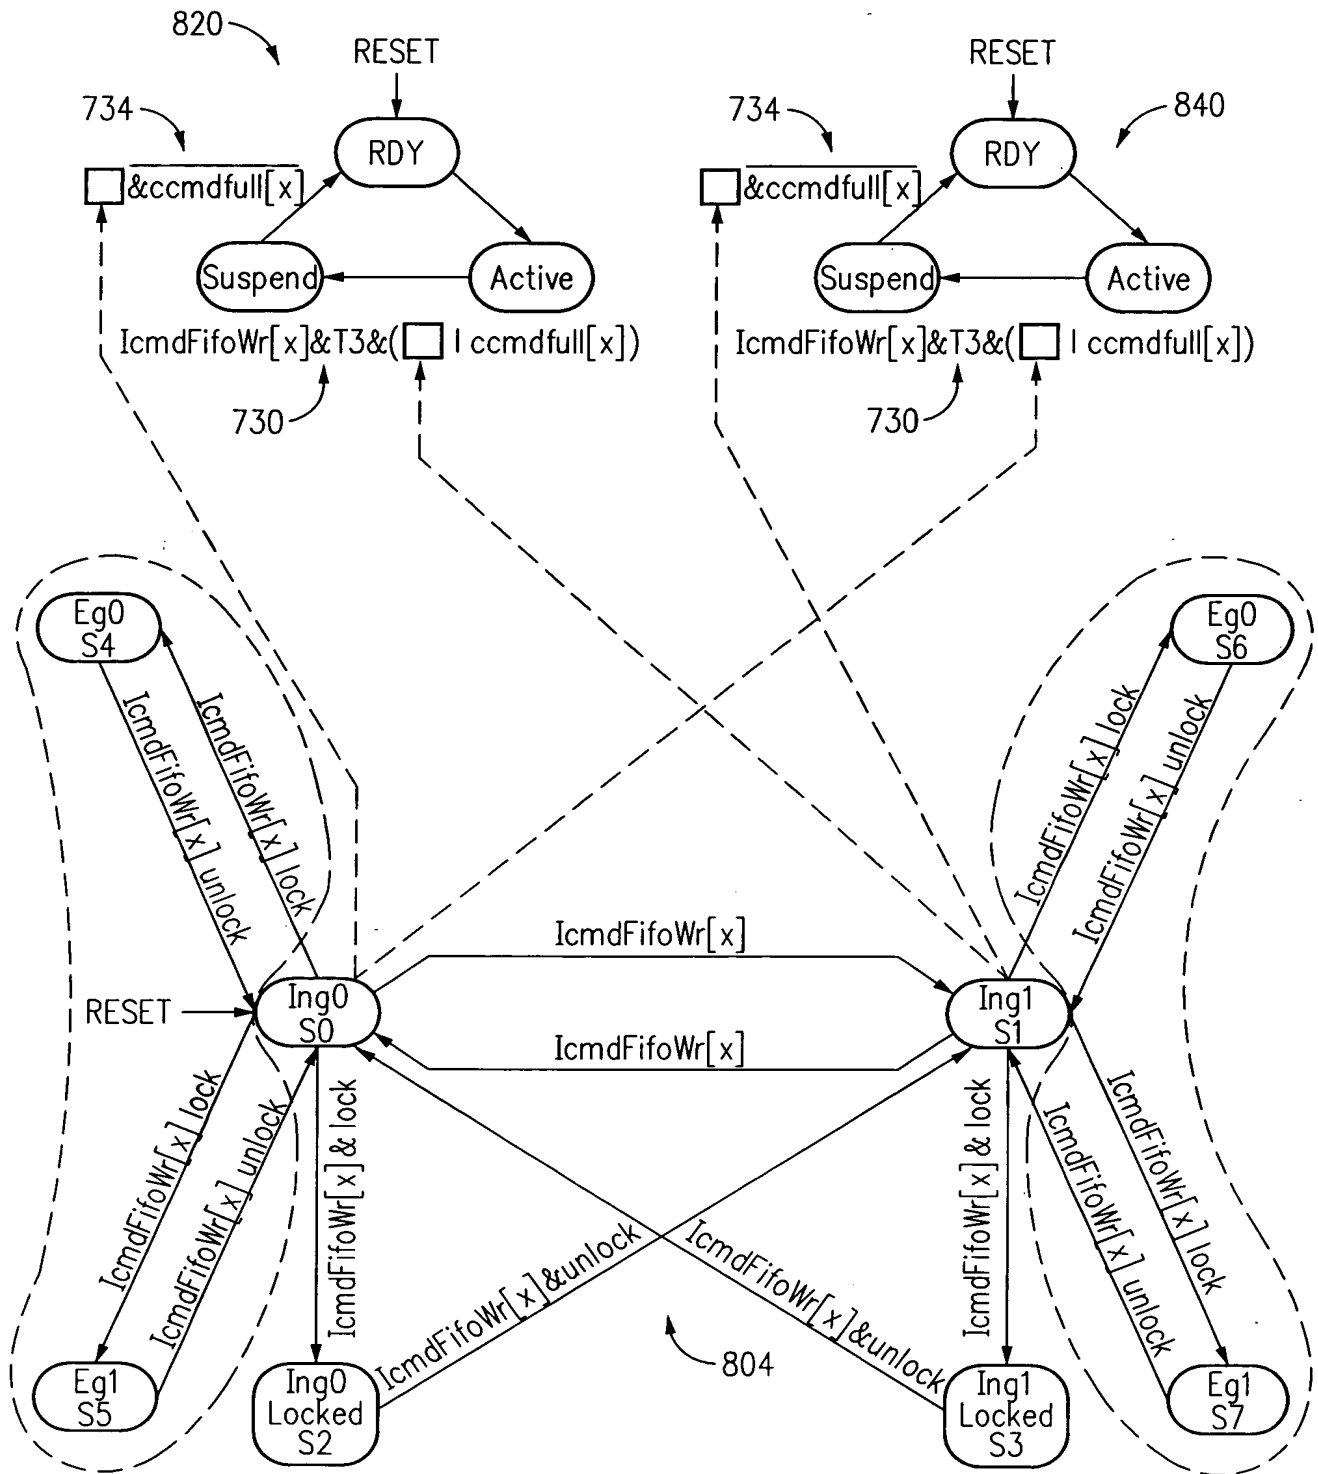 820
RESET
734
RDY
&ccmdfull[x]
Suspend
Active
IcmdFifoWr[x]&T3&(□ | ccmdfull[x])
730
RESET
734
840
RDY
&ccmdfull[x]
Suspend
Active
IcmdFifoWr[x]&T3&(□ | ccmdfull[x])
730
Eg0
S4
IcmdFifoWr[x] unlock
IcmdFifoWr[x] lock
Eg0
S6
IcmdFifoWr[x] lock
IcmdFifoWr[x] unlock
IcmdFifoWr[x]
RESET
Ing0
S0
Ing1
S1
IcmdFifoWr[x]
IcmdFifoWr[x] lock
IcmdFifoWr[x] unlock
IcmdFifoWr[x] & lock
IcmdFifoWr[x]&unlock
IcmdFifoWr[x]&unlock
IcmdFifoWr[x] & lock
IcmdFifoWr[x] unlock
IcmdFifoWr[x] lock
804
Eg1
S5
Ing0
Locked
S2
Ing1
Locked
S3
Eg1
S7